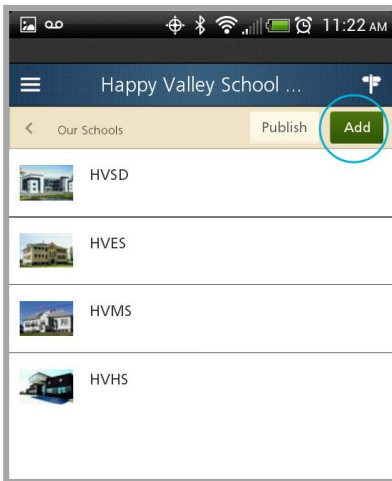 11:22 AM
Happy Valley School ...
Our Schools
Publish
Add
HVSD
HVES
HVMS
HVHS